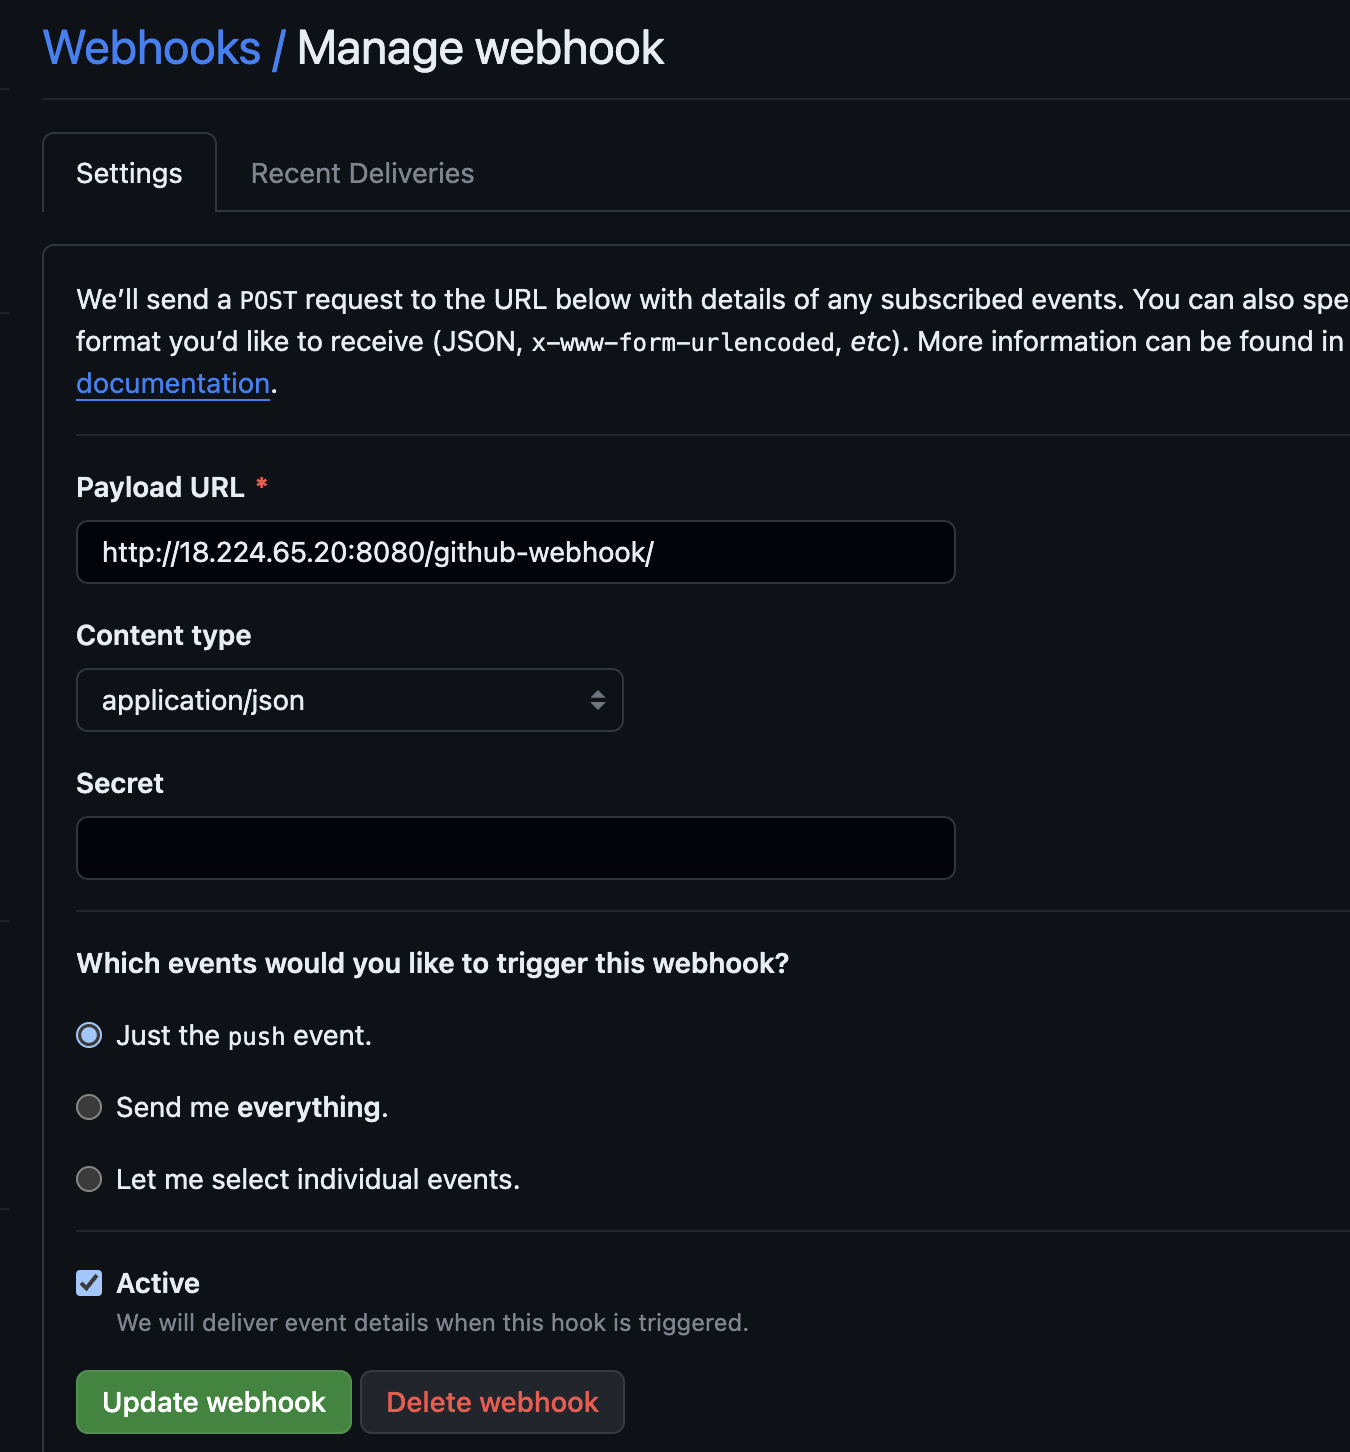 Webhooks / Manage webhook
Settings
Recent Deliveries
We’ll send a POST request to the URL below with details of any subscribed events. You can also spe
format you’d like to receive (JSON, x-www-form-urlencoded, etc). More information can be found in
documentation.
Payload URL *
http://18.224.65.20:8080/github-webhook/
Content type
application/json
Secret
Which events would you like to trigger this webhook?
Just the push event.
Send me everything.
Let me select individual events.
Active
We will deliver event details when this hook is triggered.
Update webhook
Delete webhook